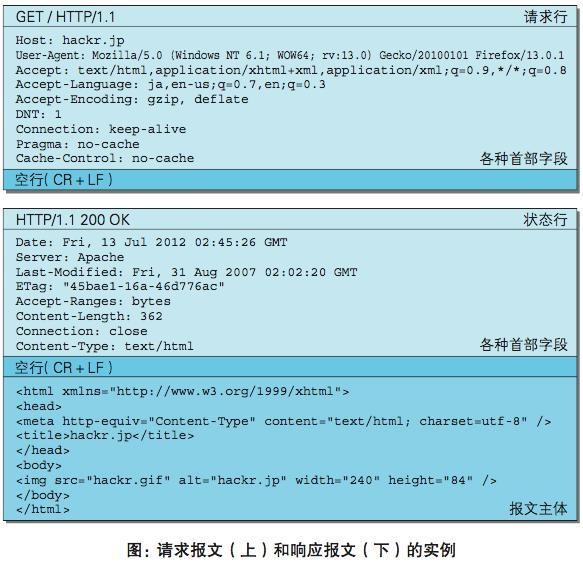 GET / HTTP/1.1 请求行
Host: hackr.jp
User-Agent: Mozilla/5.0 (Windows NT 6.1; WOW64; rv:13.0) Gecko/20100101 Firefox/13.0.1
Accept: text/html,application/xhtml+xml,application/xml;q=0.9,*/*;q=0.8
Accept-Language: ja,en-us;q=0.7,en;q=0.3
Accept-Encoding: gzip, deflate
DNT: 1
Connection: keep-alive
Pragma: no-cache
Cache-Control: no-cache 各种首部字段
空行( CR + LF )
HTTP/1.1 200 OK 状态行
Date: Fri, 13 Jul 2012 02:45:26 GMT
Server: Apache
Last-Modified: Fri, 31 Aug 2007 02:02:20 GMT
ETag: "45bae1-16a-46d776ac"
Accept-Ranges: bytes
Content-Length: 362
Connection: close
Content-Type: text/html 各种首部字段
空行( CR + LF )
<html xmlns="http://www.w3.org/1999/xhtml">
<head>
<meta http-equiv="Content-Type" content="text/html; charset=utf-8" />
<title>hackr.jp</title>
</head>
<body>
<img src="hackr.gif" alt="hackr.jp" width="240" height="84" />
</body>
</html> 报文主体
图: 请求报文（上）和响应报文（下）的实例